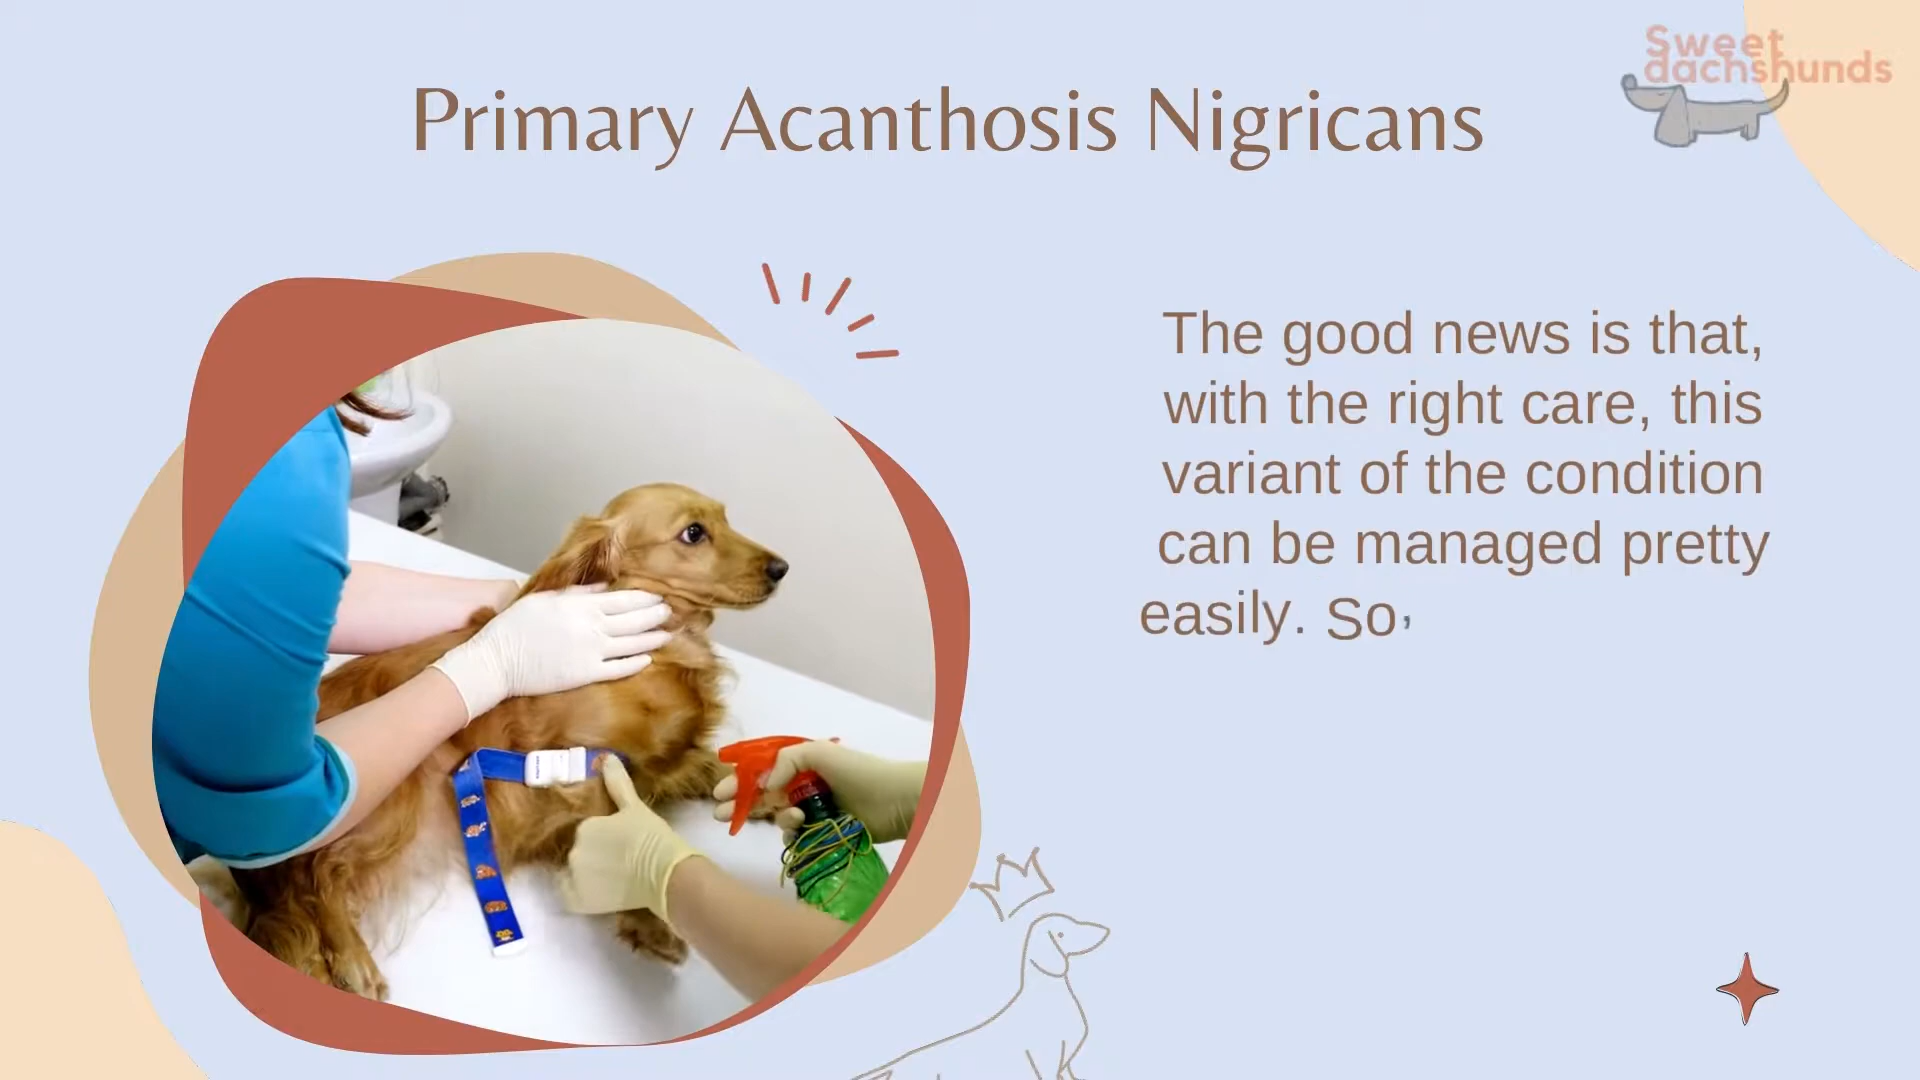 Sweet
dachshunds
Primary Acanthosis Nigricans
The good news is that,
with the right care, this
variant of the condition
can be managed pretty
easily. So,